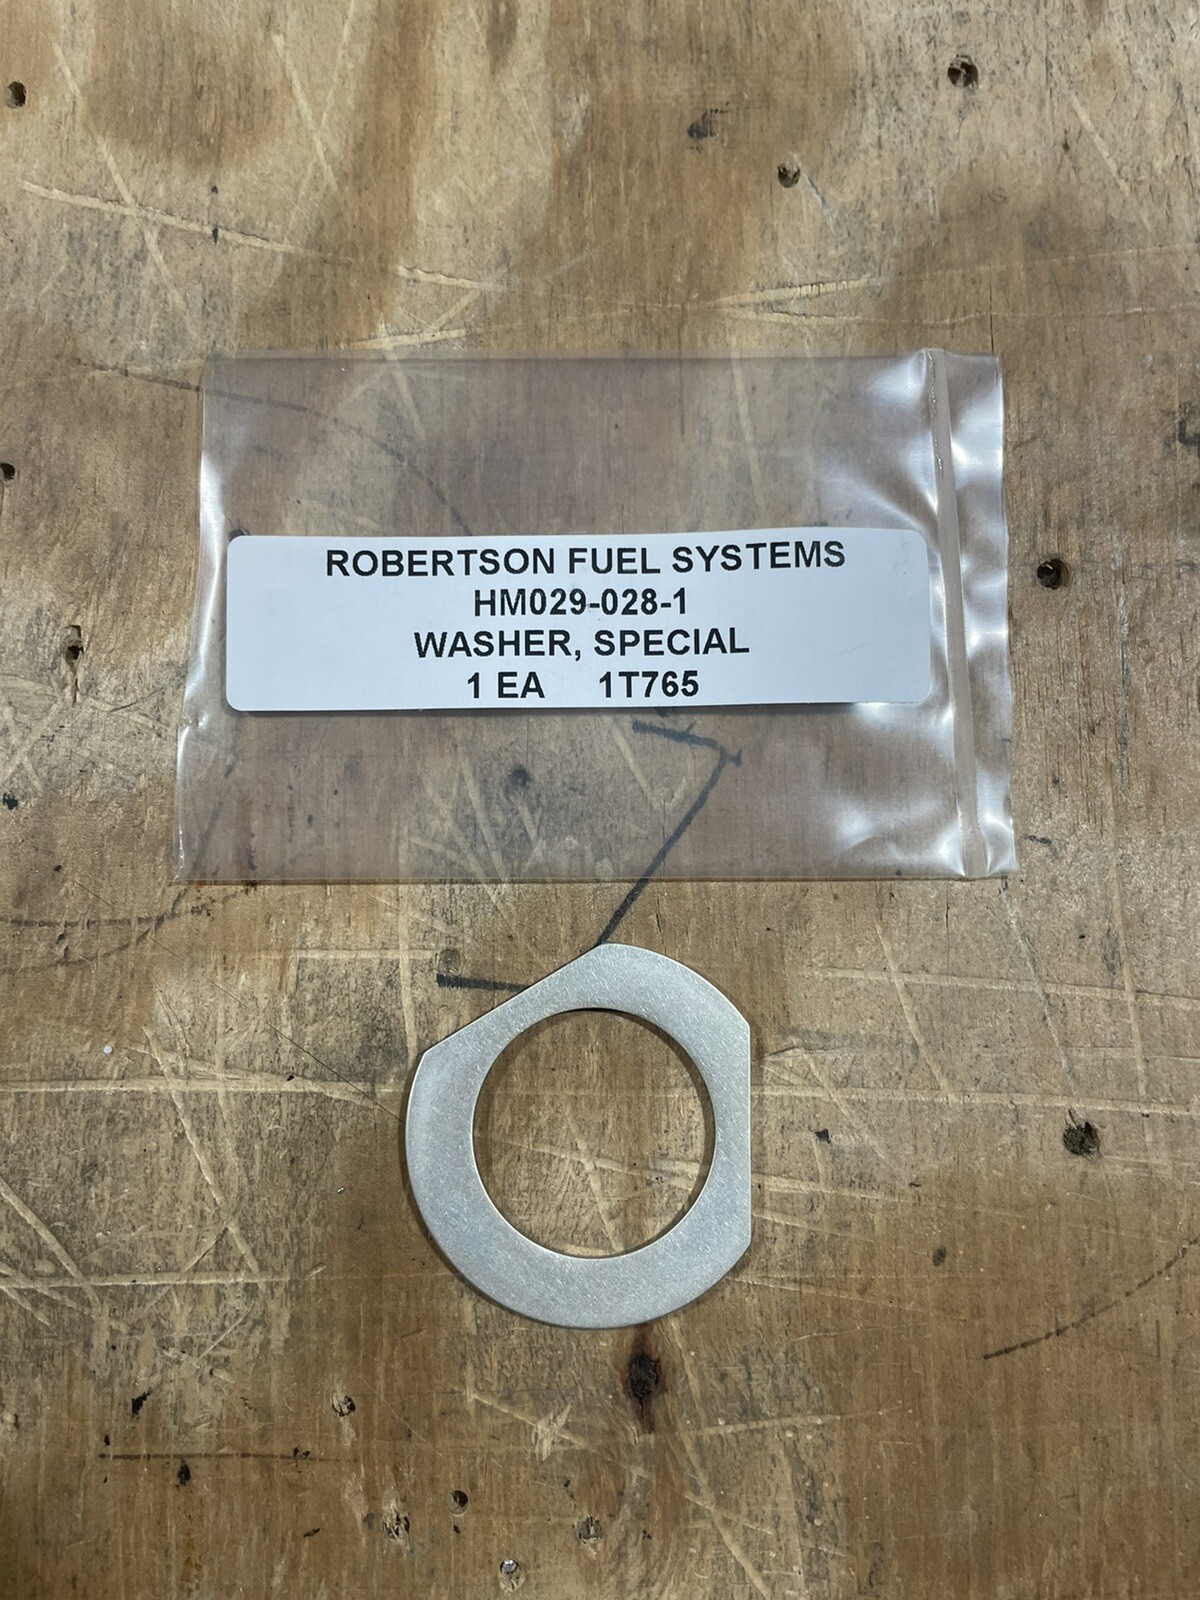 ROBERTSON FUEL SYSTEMS
HM029-028-1
WASHER, SPECIAL
1 EA 1T765